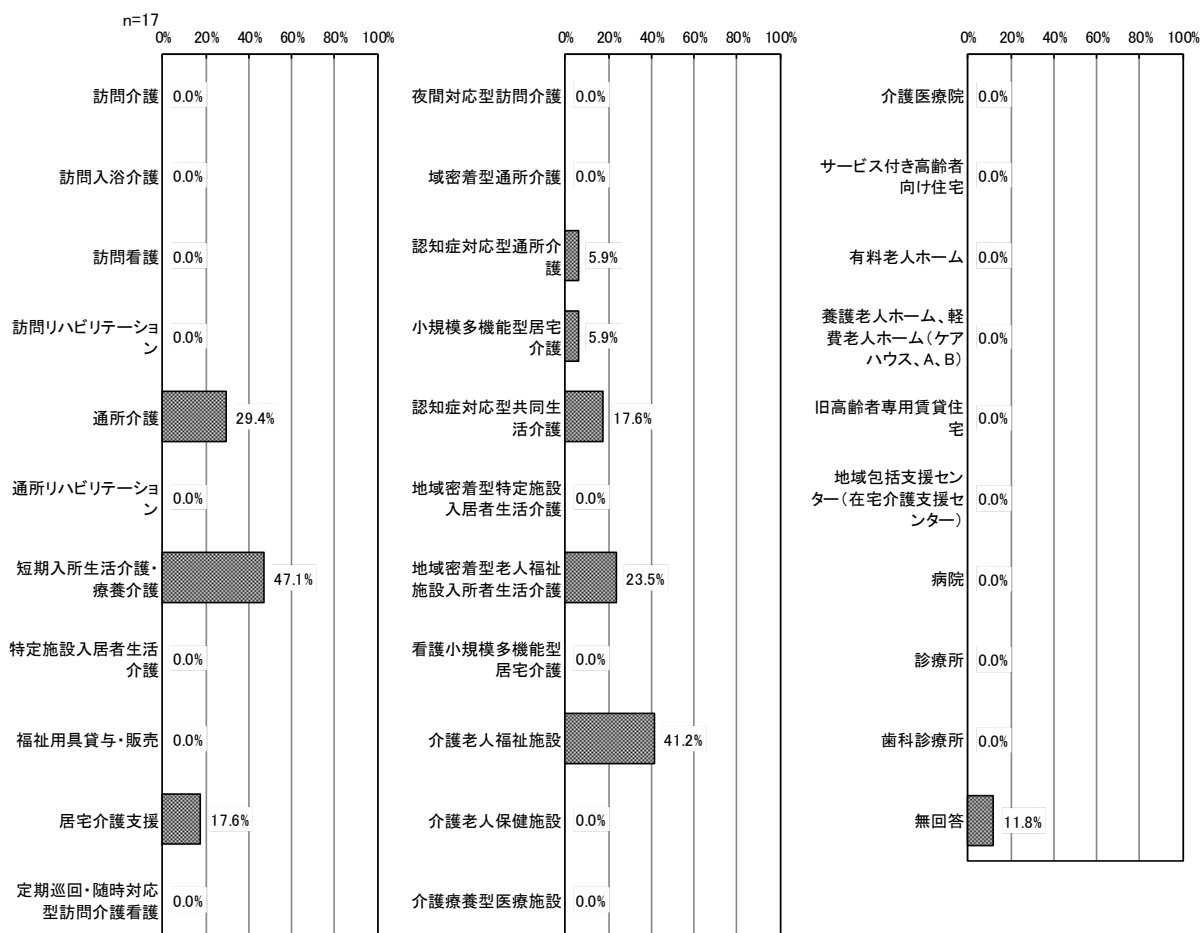 n=17
0% 20% 40% 60% 80% 100%
訪問介護
0.0%
訪問入浴介護
0.0%
訪問看護
0.0%
訪問リハビリテーショ
ン
0.0%
通所介護
29.4%
通所リハビリテーショ
ン
0.0%
短期入所生活介護・
療養介護
47.1%
特定施設入居者生活
介護
0.0%
福祉用具貸与・販売
0.0%
居宅介護支援
17.6%
定期巡回・随時対応
型訪問介護看護
0.0%
0% 20% 40% 60% 80% 100%
夜間対応型訪問介護
0.0%
域密着型通所介護
0.0%
認知症対応型通所介
護
5.9%
小規模多機能型居宅
介護
5.9%
認知症対応型共同生
活介護
17.6%
地域密着型特定施設
入居者生活介護
0.0%
地域密着型老人福祉
施設入所者生活介護
23.5%
看護小規模多機能型
居宅介護
0.0%
介護老人福祉施設
41.2%
介護老人保健施設
0.0%
介護療養型医療施設
0.0%
0% 20% 40% 60% 80% 100%
介護医療院
0.0%
サービス付き高齢者
向け住宅
0.0%
有料老人ホーム
0.0%
養護老人ホーム、軽
費老人ホーム(ケア
ハウス、A、B)
0.0%
旧高齢者専用賃貸住
宅
0.0%
地域包括支援セン
ター(在宅介護支援セ
ンター)
0.0%
病院
0.0%
診療所
0.0%
歯科診療所
0.0%
無回答
11.8%